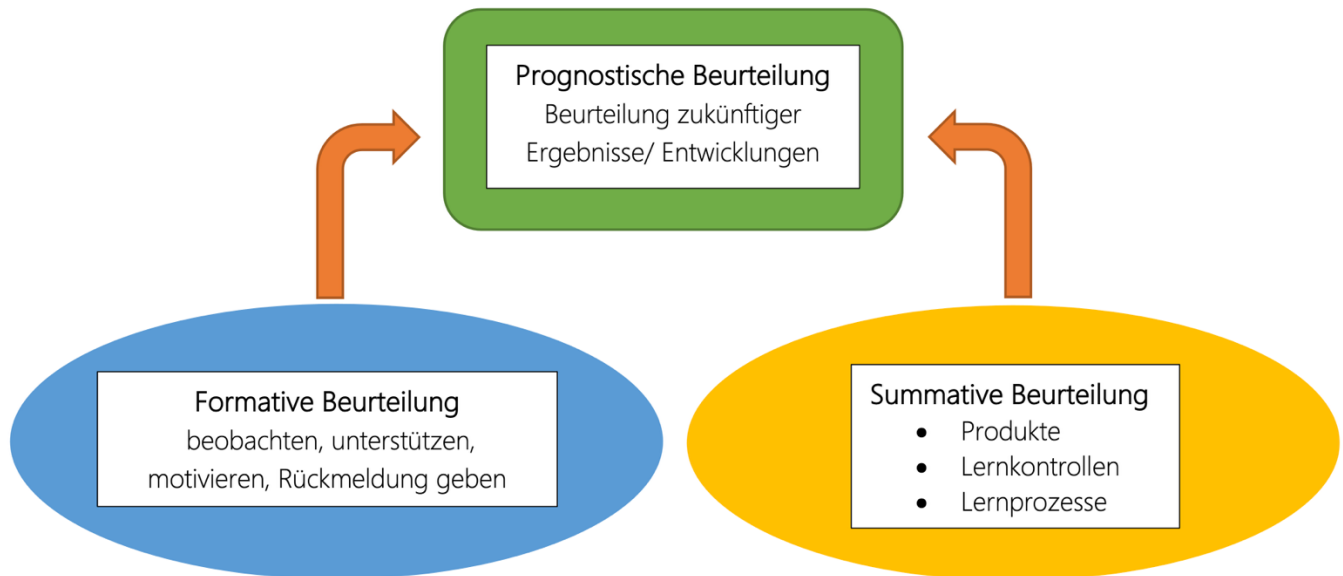 Prognostische Beurteilung
Beurteilung zukünftiger
Ergebnisse/ Entwicklungen
Formative Beurteilung
beobachten, unterstützen,
motivieren, Rückmeldung geben
Summative Beurteilung
• Produkte
• Lernkontrollen
• Lernprozesse